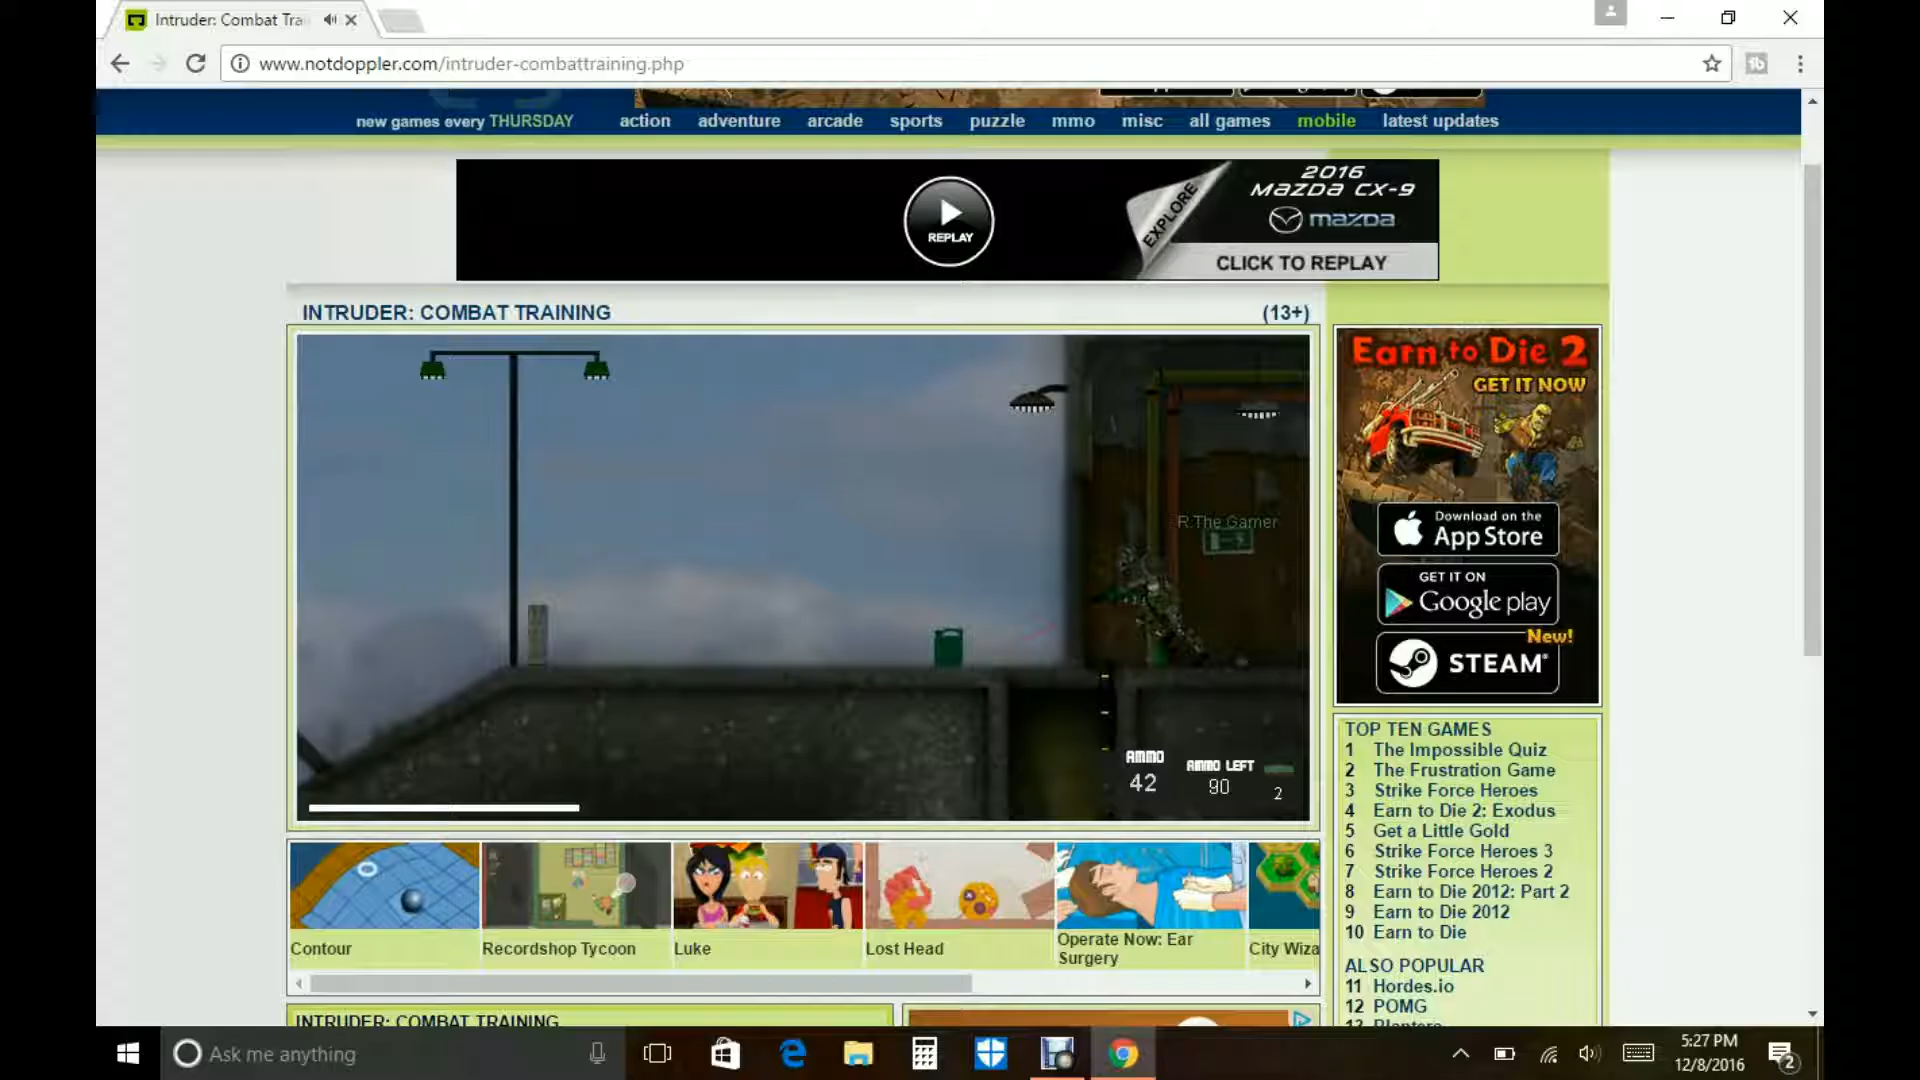 Intruder: Combat Trai
www.notdoppler.com/intruder-combattraining.php
new games every THURSDAY
action adventure arcade sports puzzle mmo misc all games mobile latest updates
REPLAY
EXPLORE
2016
MAZDA CX-9
mazda
CLICK TO REPLAY
INTRUDER: COMBAT TRAINING (13+)
R.The Gamer
AMMO
42
AMMO LEFT
90
2
Earn to Die 2
GET IT NOW
Download on the
App Store
GET IT ON
Google play
New!
STEAM
TOP TEN GAMES
1 The Impossible Quiz
2 The Frustration Game
3 Strike Force Heroes
4 Earn to Die 2: Exodus
5 Get a Little Gold
6 Strike Force Heroes 3
7 Strike Force Heroes 2
8 Earn to Die 2012: Part 2
9 Earn to Die 2012
10 Earn to Die
ALSO POPULAR
11 Hordes.io
12 POMG
Contour
Recordshop Tycoon
Luke
Lost Head
Operate Now: Ear
Surgery
City Wiza
INTRUDER: COMBAT TRAINING
Ask me anything
5:27 PM
12/8/2016
2